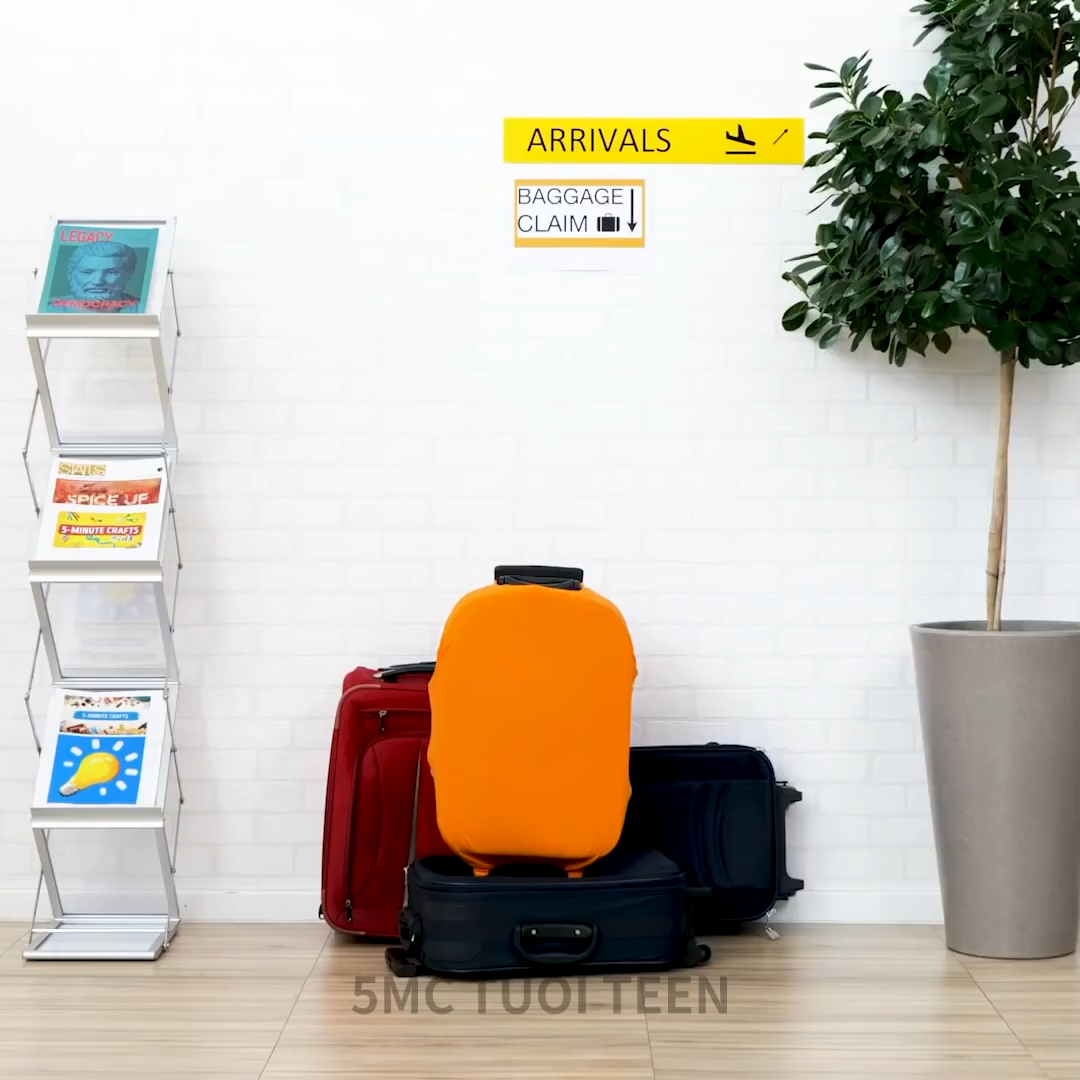 ARRIVALS
BAGGAGE
CLAIM
LEGACY
DEMOCRACY
SPICE UP
5-MINUTE CRAFTS
5-MINUTE CRAFTS
5MC TUOI TEEN